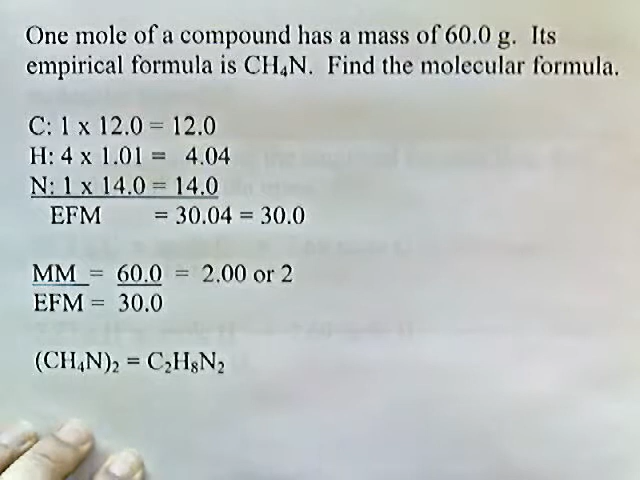 One mole of a compound has a mass of 60.0 g. Its
empirical formula is CH₄N. Find the molecular formula.
C: 1 x 12.0 = 12.0
H: 4 x 1.01 = 4.04
N: 1 x 14.0 = 14.0
EFM = 30.04 = 30.0
MM = 60.0 = 2.00 or 2
EFM = 30.0
(CH₄N)₂ = C₂H₈N₂